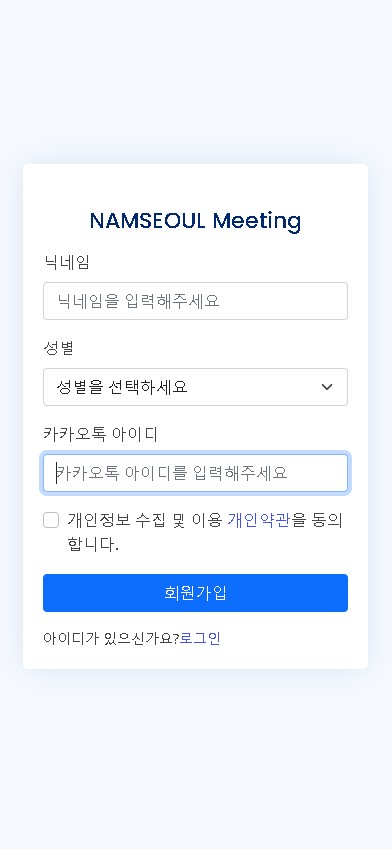 NAMSEOUL Meeting
닉네임
닉네임을 입력해주세요
성별
성별을 선택하세요
카카오톡 아이디
카카오톡 아이디를 입력해주세요
개인정보 수집 및 이용 개인약관을 동의
합니다.
회원가입
아이디가 있으신가요?로그인